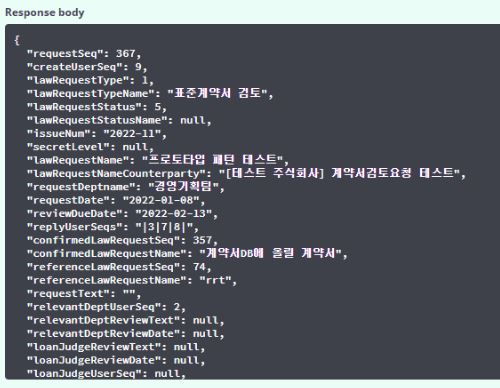 Response body
{
"requestSeq": 367,
"createUserSeq": 9,
"lawRequestType": 1,
"lawRequestTypeName": "표준계약서 검토",
"lawRequestStatus": 5,
"lawRequestStatusName": null,
"issueNum": "2022-11",
"secretLevel": null,
"lawRequestName": "프로토타입 패턴 테스트",
"lawRequestNameCounterparty": "[테스트 주식회사] 계약서검토요청 테스트",
"requestDeptname": "경영기획팀",
"requestDate": "2022-01-08",
"reviewDueDate": "2022-02-13",
"replyUserSeqs": "|3|7|8|",
"confirmedLawRequestSeq": 357,
"confirmedLawRequestName": "계약서DB에 올릴 계약서",
"referenceLawRequestSeq": 74,
"referenceLawRequestName": "rrt",
"requestText": "",
"relevantDeptUserSeq": 2,
"relevantDeptReviewText": null,
"relevantDeptReviewDate": null,
"loanJudgeReviewText": null,
"loanJudgeReviewDate": null,
"loanJudgeUserSeq": null,